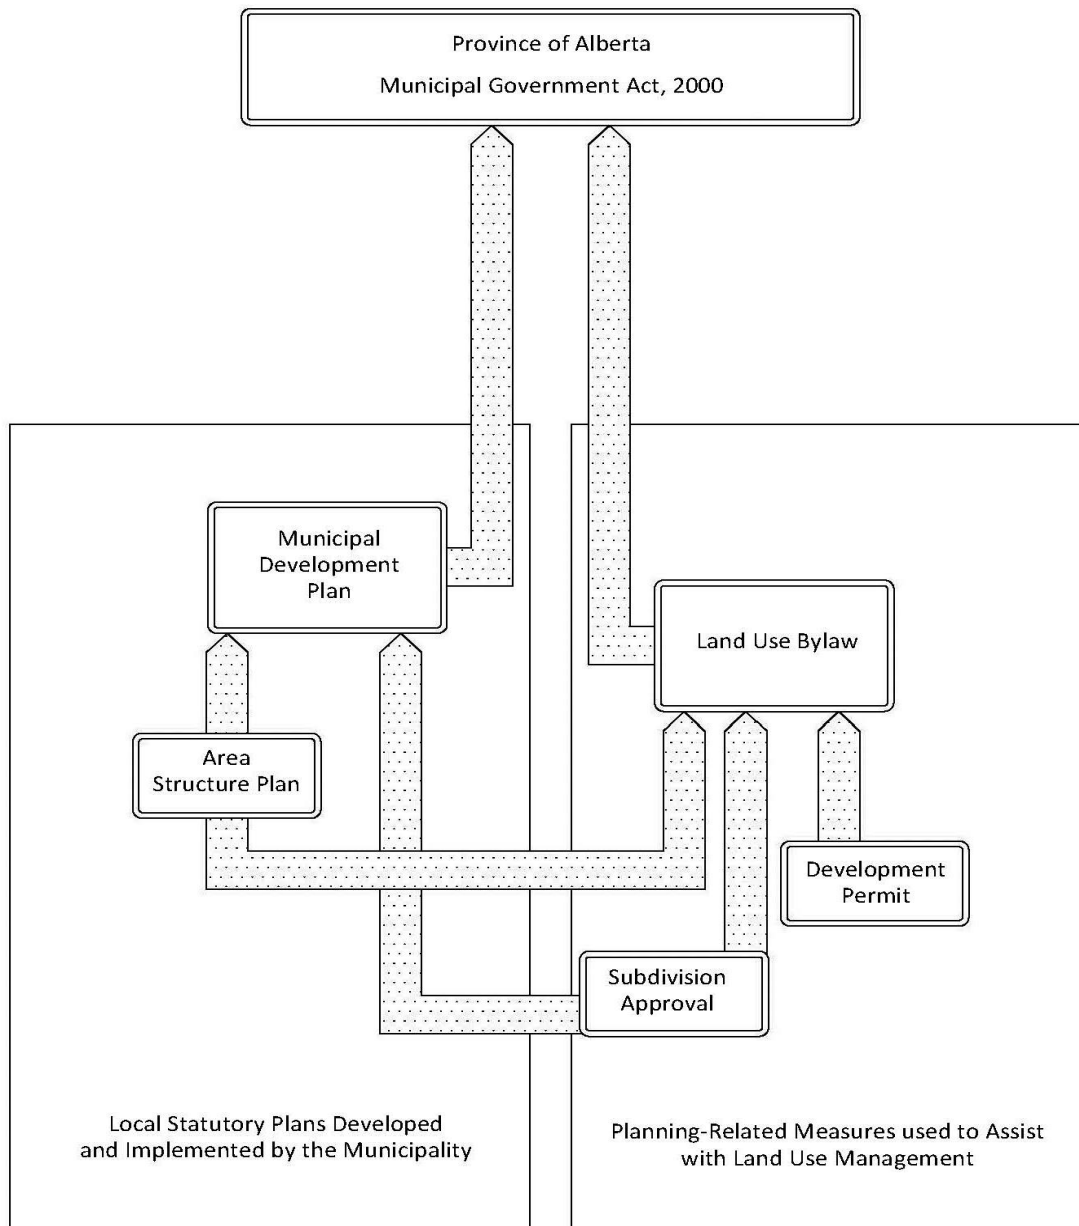 Province of Alberta
Municipal Government Act, 2000
Municipal
Development
Plan
Land Use Bylaw
Area
Structure Plan
Development
Permit
Subdivision
Approval
Local Statutory Plans Developed
and Implemented by the Municipality
Planning-Related Measures used to Assist
with Land Use Management